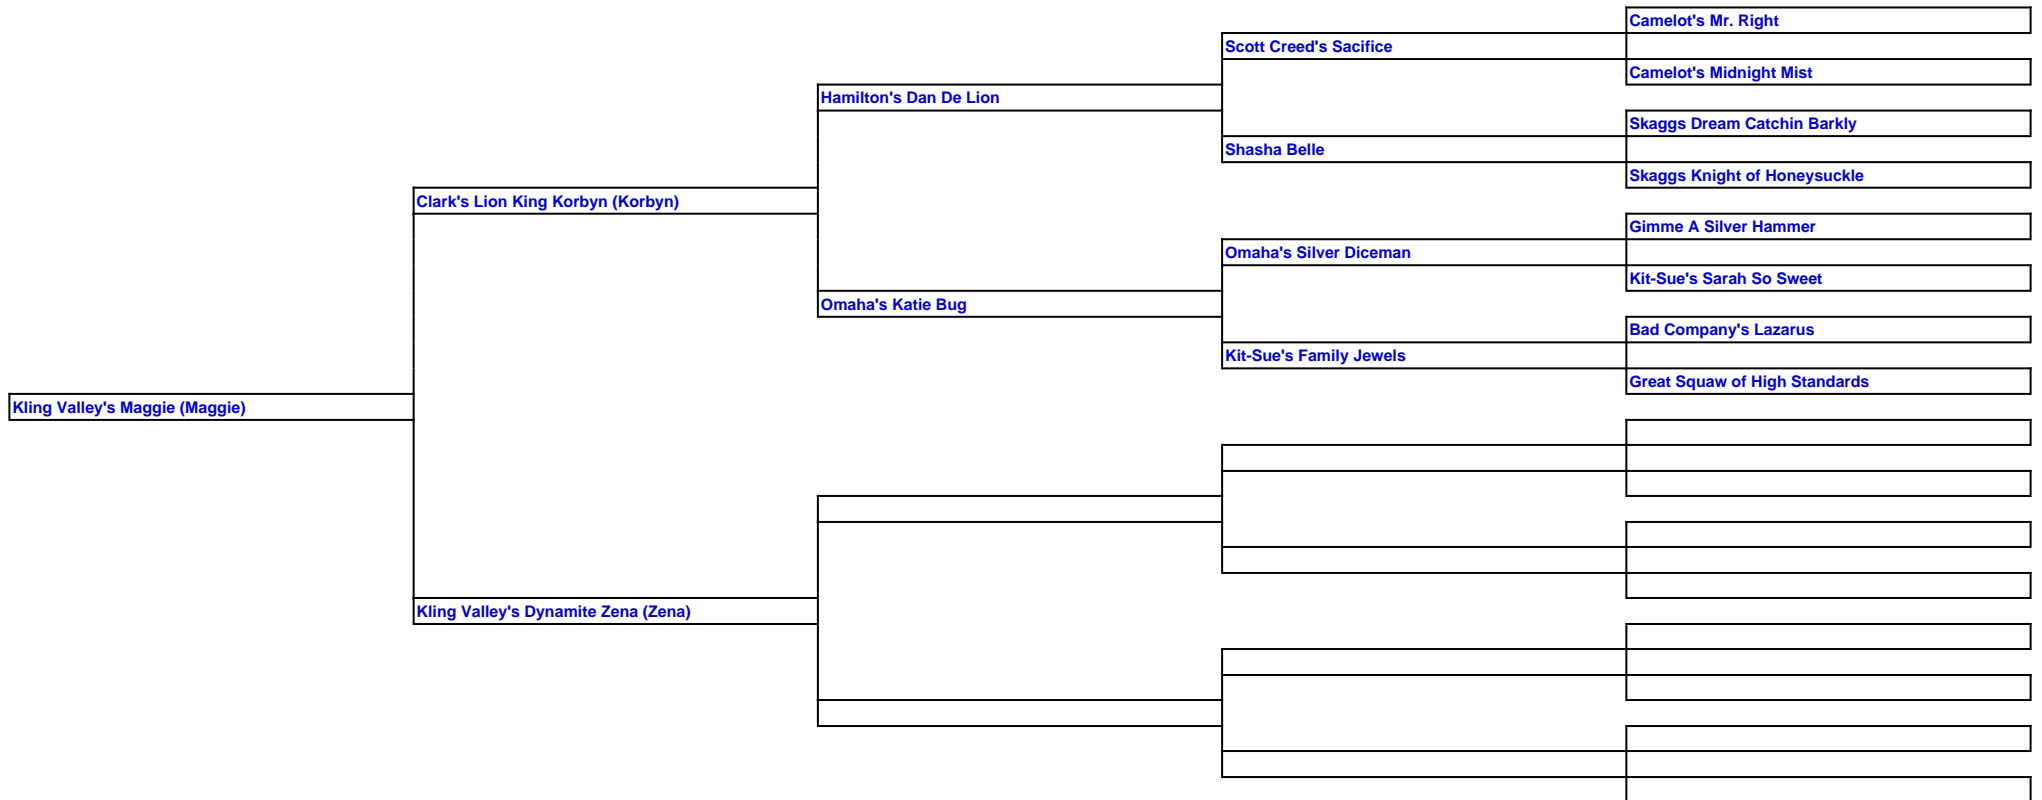 Camelot's Mr. Right
Scott Creed's Sacifice
Camelot's Midnight Mist
Hamilton's Dan De Lion
Skaggs Dream Catchin Barkly
Shasha Belle
Skaggs Knight of Honeysuckle
Clark's Lion King Korbyn (Korbyn)
Gimme A Silver Hammer
Omaha's Silver Diceman
Kit-Sue's Sarah So Sweet
Omaha's Katie Bug
Bad Company's Lazarus
Kit-Sue's Family Jewels
Great Squaw of High Standards
Kling Valley's Maggie (Maggie)
Kling Valley's Dynamite Zena (Zena)